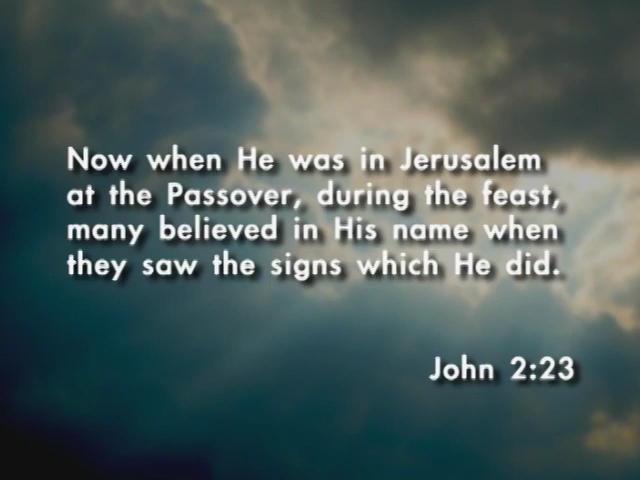 Now when He was in Jerusalem
at the Passover, during the feast,
many believed in His name when
they saw the signs which He did.
John 2:23